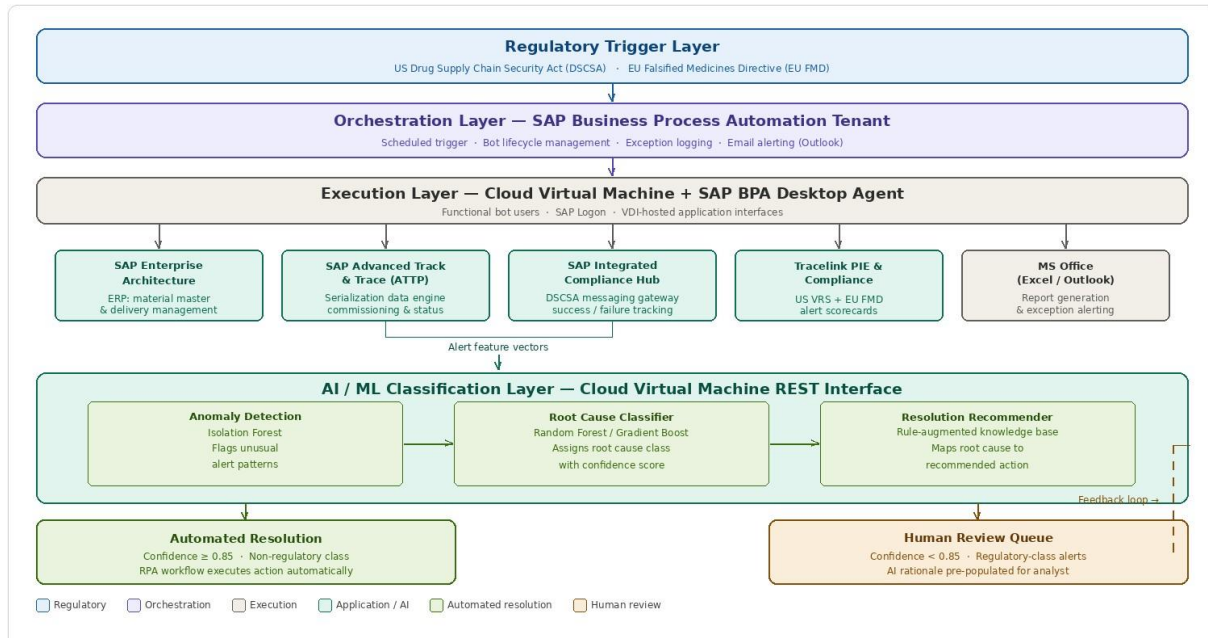 Regulatory Trigger Layer
US Drug Supply Chain Security Act (DSCSA) · EU Falsified Medicines Directive (EU FMD)
Orchestration Layer — SAP Business Process Automation Tenant
Scheduled trigger · Bot lifecycle management · Exception logging · Email alerting (Outlook)
Execution Layer — Cloud Virtual Machine + SAP BPA Desktop Agent
Functional bot users · SAP Logon · VDI-hosted application interfaces
SAP Enterprise
Architecture
ERP: material master
& delivery management
SAP Advanced Track
& Trace (ATTP)
Serialization data engine
commissioning & status
SAP Integrated
Compliance Hub
DSCSA messaging gateway
success / failure tracking
Tracelink PIE &
Compliance
US VRS + EU FMD
alert scorecards
MS Office
(Excel / Outlook)
Report generation
& exception alerting
Alert feature vectors
AI / ML Classification Layer — Cloud Virtual Machine REST Interface
Anomaly Detection
Isolation Forest
Flags unusual
alert patterns
Root Cause Classifier
Random Forest / Gradient Boost
Assigns root cause class
with confidence score
Resolution Recommender
Rule-augmented knowledge base
Maps root cause to
recommended action
Feedback loop →
Automated Resolution
Confidence ≥ 0.85 · Non-regulatory class
RPA workflow executes action automatically
Human Review Queue
Confidence < 0.85 · Regulatory-class alerts
AI rationale pre-populated for analyst
Regulatory
Orchestration
Execution
Application / AI
Automated resolution
Human review